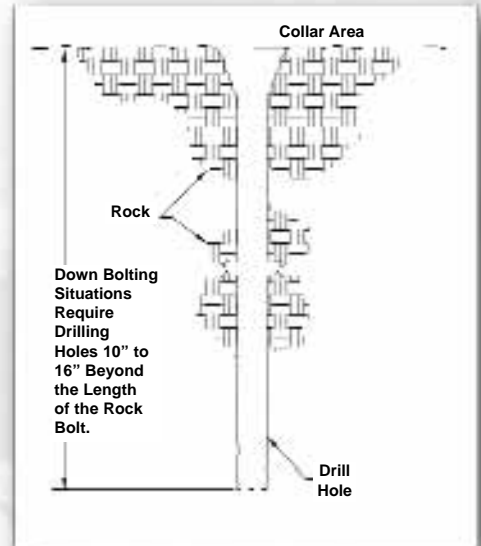 Collar Area
Rock
Down Bolting
Situations
Require
Drilling
Holes 10” to
16” Beyond
the Length
of the Rock
Bolt.
Drill
Hole